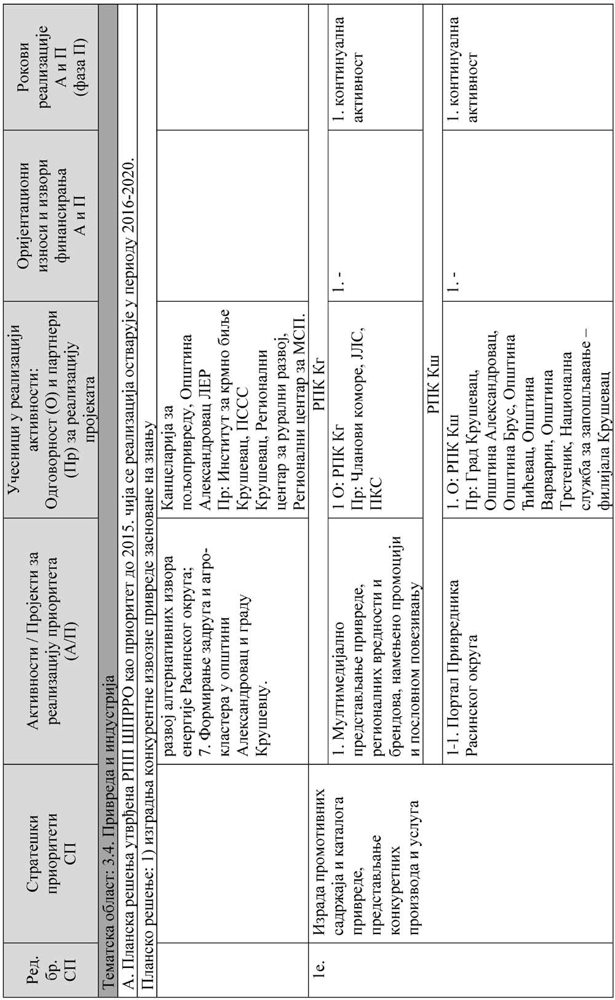 Ред.
бр.
СП
Стратешки
приоритети
СП
Активности / Пројекти за
реализацију приоритета
(А/П)
Учесници у реализацији
активности:
Одговорност (О) и партнери
(Пр) за реализацију
пројеката
Оријентациони
износи и извори
финансирања
А и П
Рокови
реализације
А и П
(фаза П)
Тематска област: 3.4. Привреда и индустрија
А. Планска решења утврђена РПП ШПРРО као приоритет до 2015. чија се реализација остварује у периоду 2016-2020.
Планско решење: 1) изградња конкурентне извозне привреде засноване на знању
развој алтернативних извора
енергије Расинског округа;
7. Формирање задруга и агро-
кластера у општини
Александровац и граду
Крушевцу.
Канцеларија за
пољопривреду, Општина
Александровац ЛЕР
Пр: Институт за крмно биље
Крушевац, ПССС
Крушевац, Регионални
центар за рурални развој,
Регионални центар за МСП.
1е.
Израда промотивних
садржаја и каталога
привреде,
представљање
конкуретних
производа и услуга
РПК Кг
1. Мултимедијално
представљање привреде,
регионалних вредности и
брендова, намењено промоцији
и пословном повезивању
1 О: РПК Кг
Пр: Чланови коморе, ЈЛС,
ПКС
1. -
1. континуална
активност
РПК Кш
1-1. Портал Привредника
Расинског округа
1. О: РПК Кш
Пр: Град Крушевац,
Општина Александровац,
Општина Брус, Општина
Ћићевац, Општина
Варварин, Општина
Трстеник, Национална
служба за запошљавање –
филијала Крушевац
1. -
1. континуална
активност